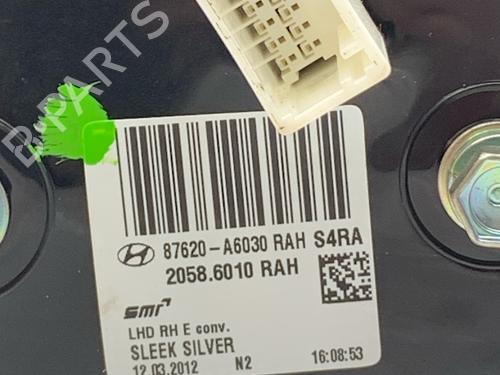 B-PARTS
87620-A6030 RAH S4RA
2058.6010 RAH
smr
LHD RH E conv.
SLEEK SILVER
12.03.2012 N2 16:08:53